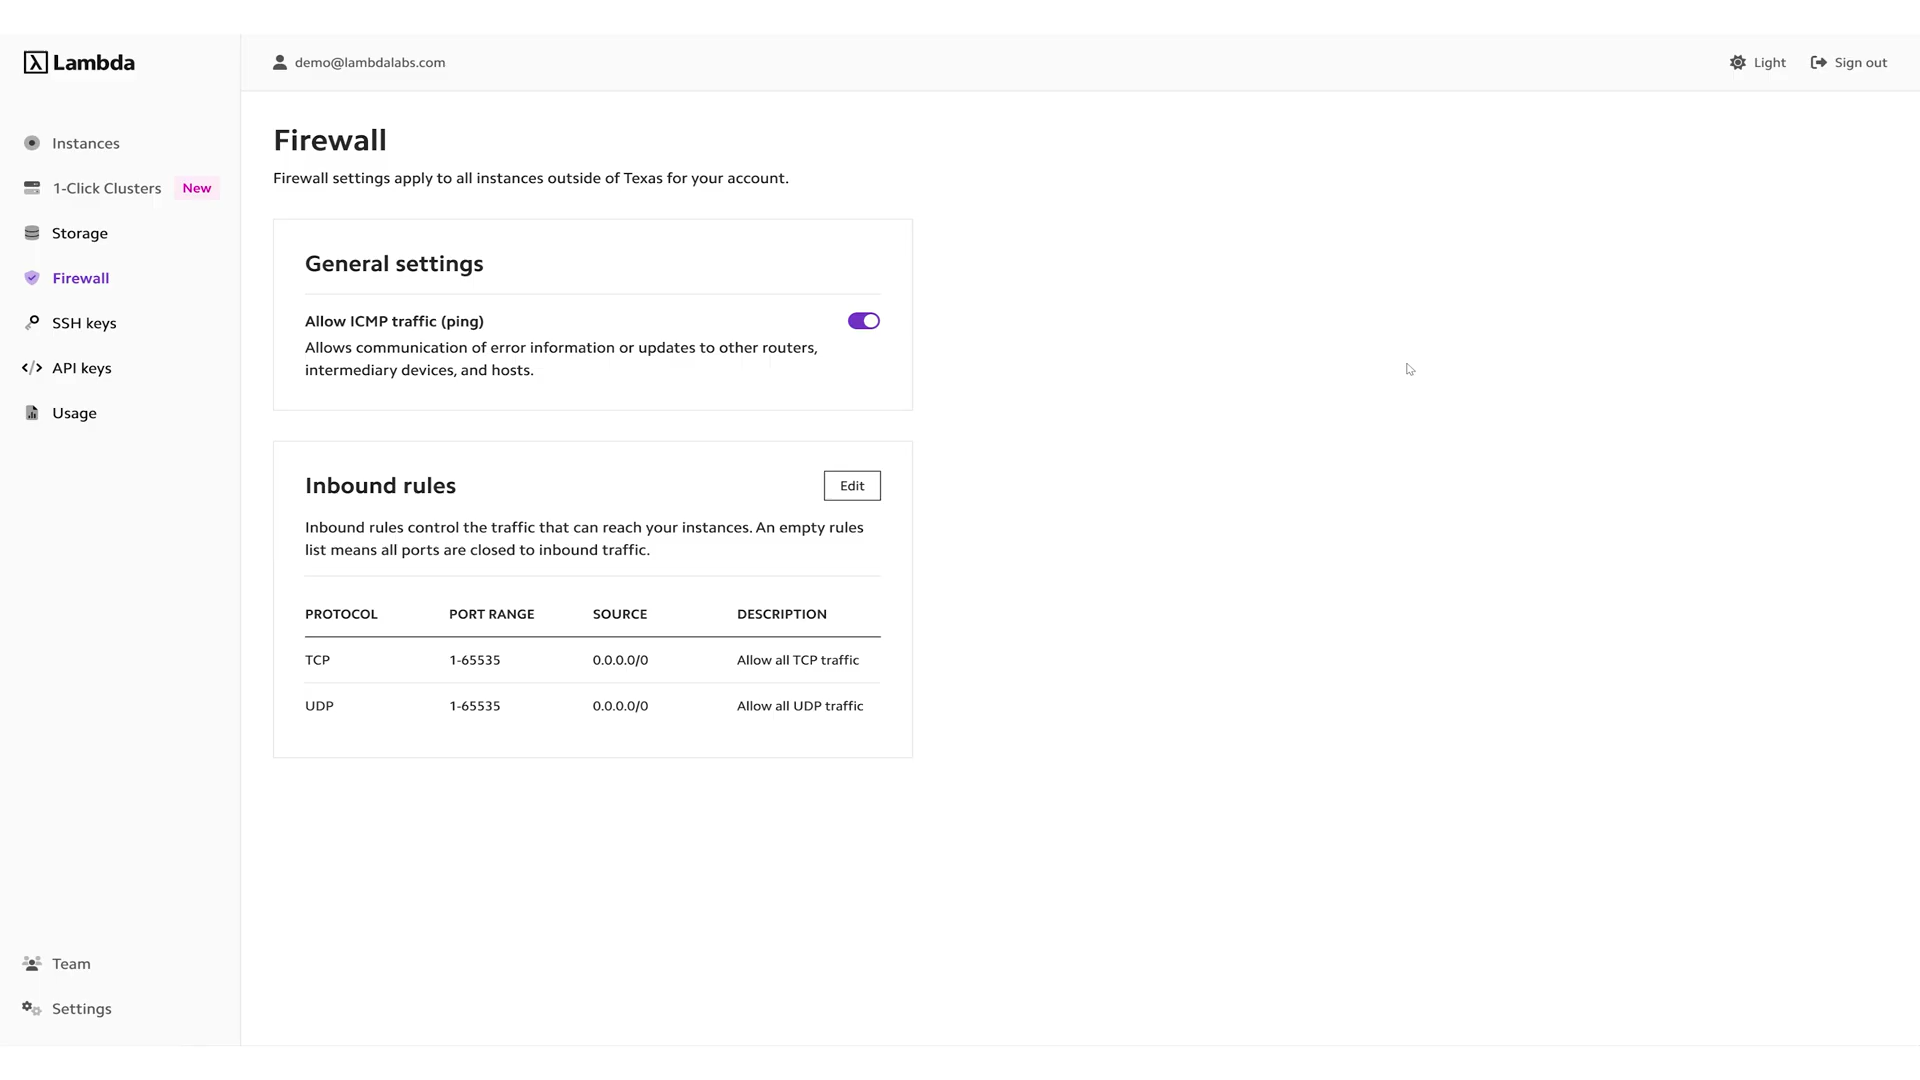 Lambda
demo@lambdalabs.com
Light
Sign out
Instances
1-Click Clusters New
Storage
Firewall
SSH keys
API keys
Usage
Team
Settings
Firewall
Firewall settings apply to all instances outside of Texas for your account.
General settings
Allow ICMP traffic (ping)
Allows communication of error information or updates to other routers,
intermediary devices, and hosts.
Inbound rules
Edit
Inbound rules control the traffic that can reach your instances. An empty rules
list means all ports are closed to inbound traffic.
PROTOCOL PORT RANGE SOURCE DESCRIPTION
TCP 1-65535 0.0.0.0/0 Allow all TCP traffic
UDP 1-65535 0.0.0.0/0 Allow all UDP traffic